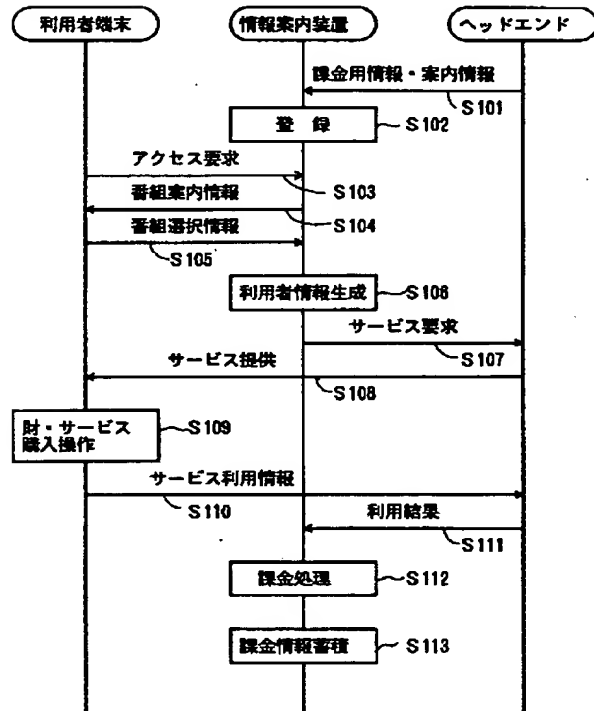 利用者端末
情報案内装置
ヘッドエンド
課金用情報・案内情報
S101
登 録
S102
アクセス要求
S103
番組案内情報
S104
番組選択情報
S105
利用者情報生成
S106
サービス要求
S107
サービス提供
S108
財・サービス
購入操作
S109
サービス利用情報
S110
利用結果
S111
課金処理
S112
課金情報蓄積
S113